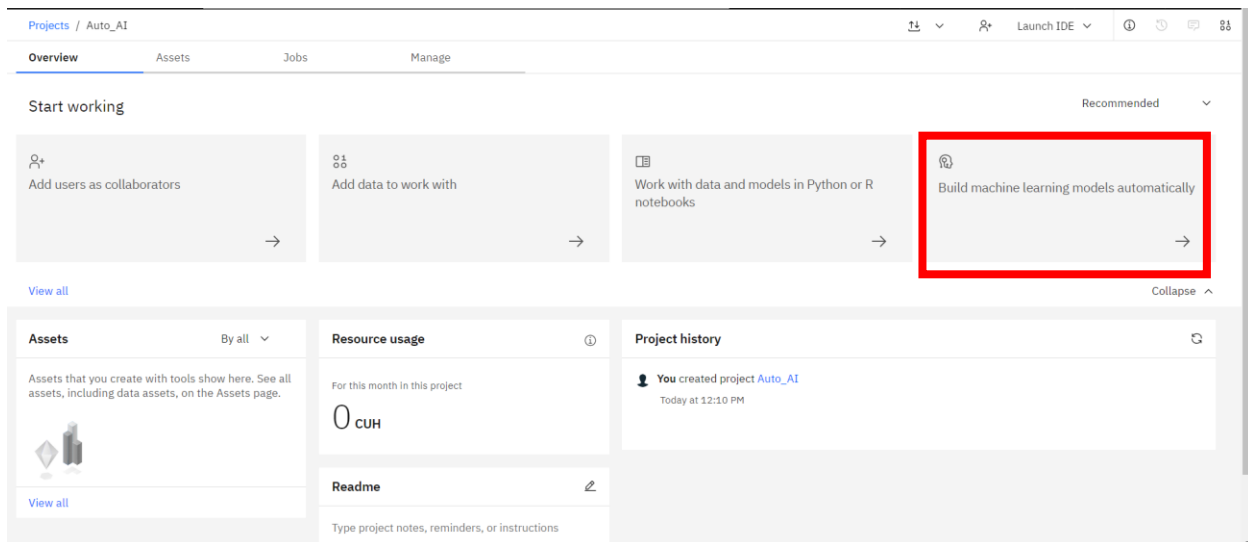 Projects / Auto_AI
Launch IDE
Overview
Assets
Jobs
Manage
Start working
Recommended
Add users as collaborators
Add data to work with
Work with data and models in Python or R
notebooks
Build machine learning models automatically
View all
Collapse
Assets
By all
Assets that you create with tools show here. See all
assets, including data assets, on the Assets page.
View all
Resource usage
For this month in this project
0 CUH
Readme
Type project notes, reminders, or instructions
Project history
You created project Auto_AI
Today at 12:10 PM